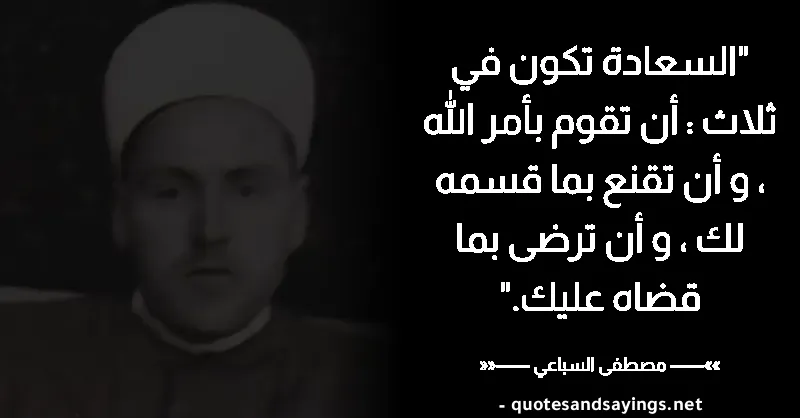 "السعادة تكون في
ثلاث : أن تقوم بأمر الله
، و أن تقنع بما قسمه
لك ، و أن ترضى بما
قضاه عليك."
»»—— مصطفى السباعي ——««
- quotesandsayings.net